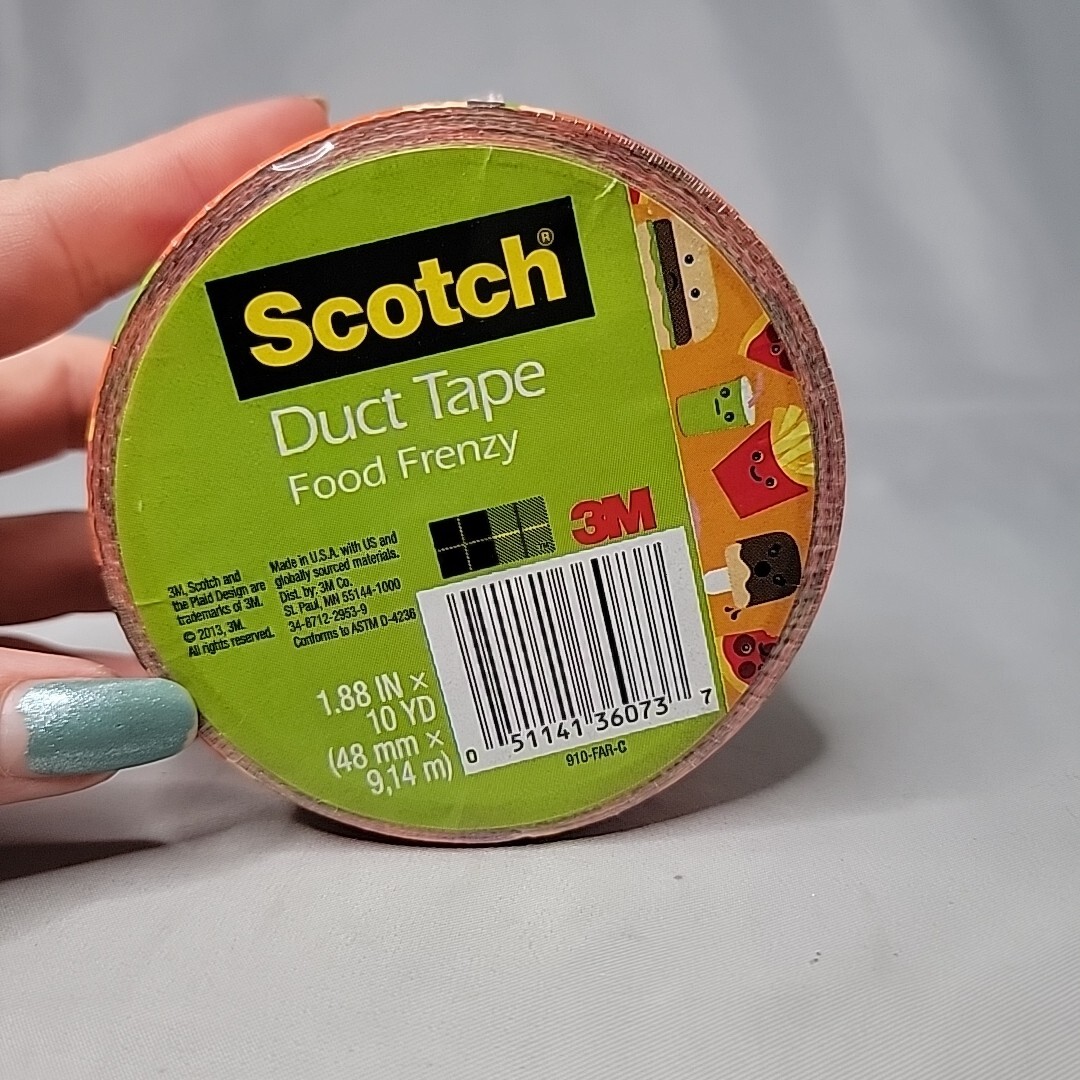 Scotch®
Duct Tape
Food Frenzy
3M
3M, Scotch and
the Plaid Design are
trademarks of 3M.
© 2013, 3M.
All rights reserved.
Made in U.S.A. with US and
globally sourced materials.
Dist. by: 3M Co.
St. Paul, MN 55144-1000
34-8712-2953-9
Conforms to ASTM D-4236
1.88 IN ×
10 YD
(48 mm ×
9,14 m)
0 51141 36073 7
910-FAR-C